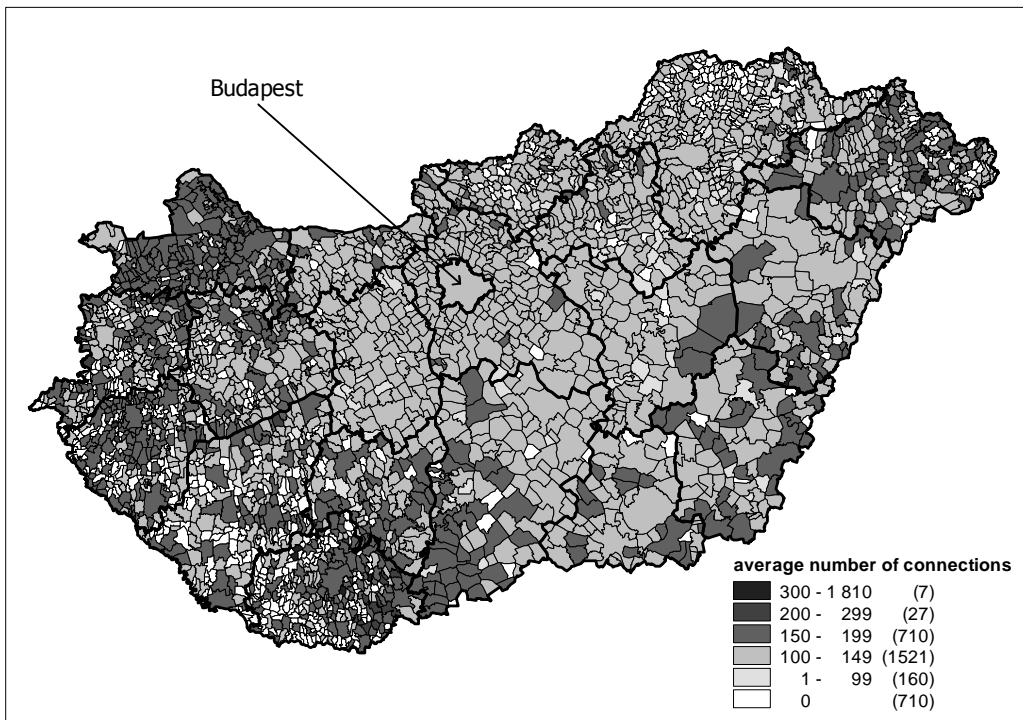 Budapest
average number of connections
300 - 1 810 (7)
200 - 299 (27)
150 - 199 (710)
100 - 149 (1521)
1 - 99 (160)
0 (710)